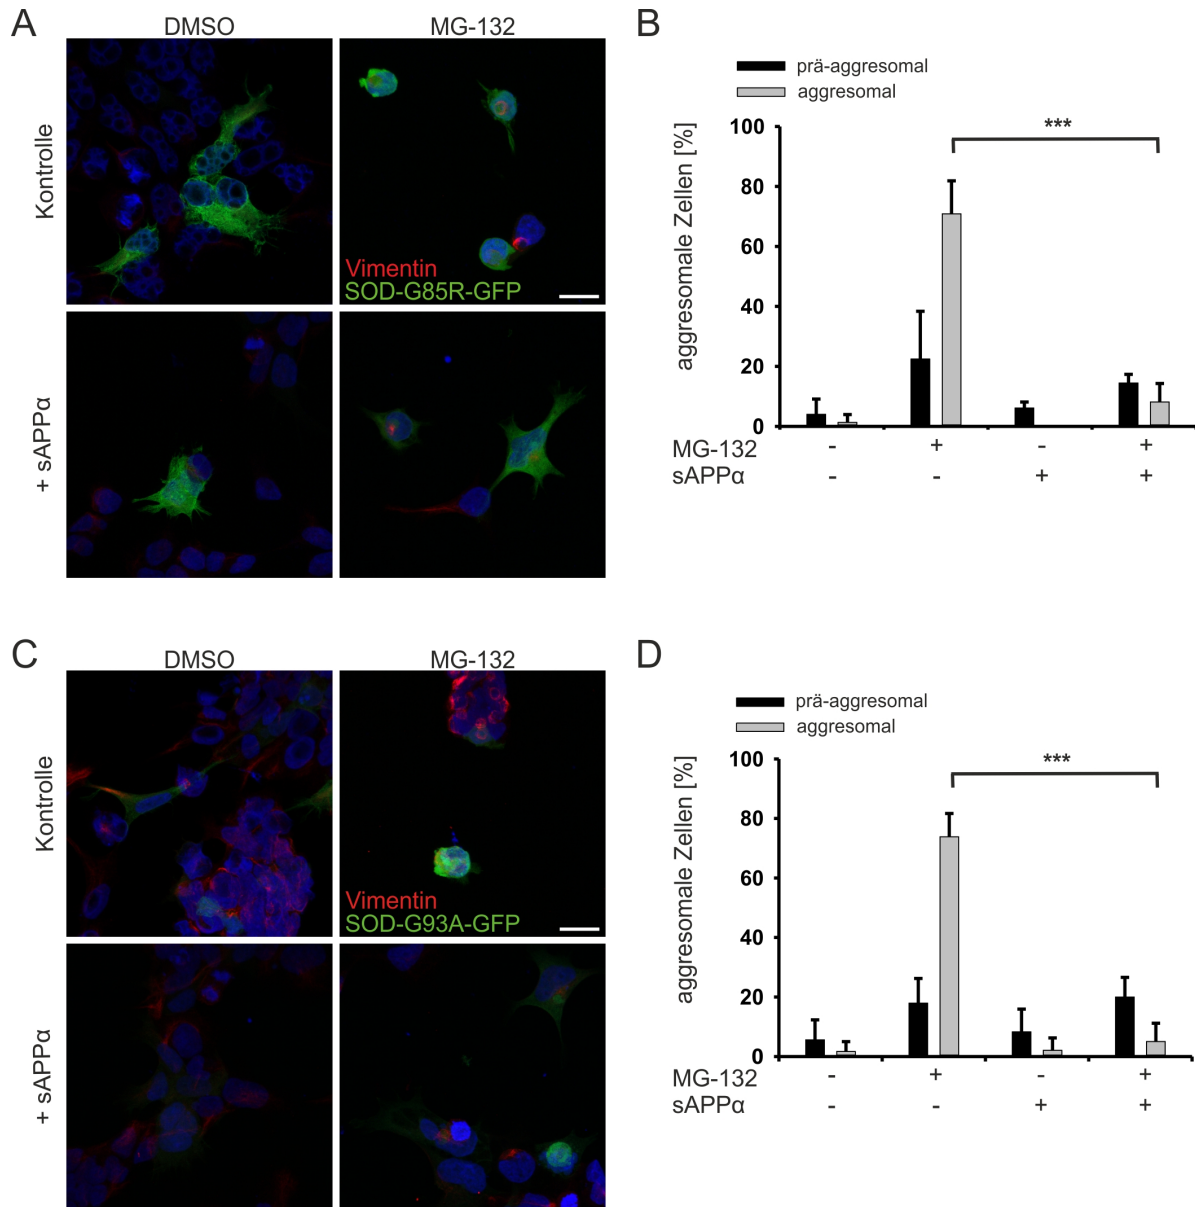 A
DMSO
MG-132
Kontrolle
Vimentin
SOD-G85R-GFP
+ sAPPα
B
prä-aggresomal
aggresomal
aggresomale Zellen [%]
100
80
60
40
20
0
***
MG-132 - + - +
sAPPα - - + +
C
DMSO
MG-132
Kontrolle
Vimentin
SOD-G93A-GFP
+ sAPPα
D
prä-aggresomal
aggresomal
aggresomale Zellen [%]
100
80
60
40
20
0
***
MG-132 - + - +
sAPPα - - + +